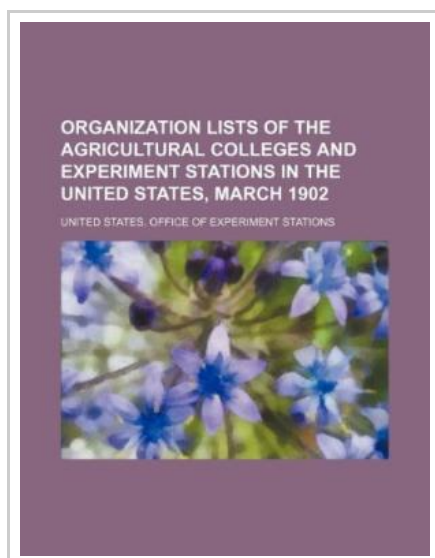 ORGANIZATION LISTS OF THE
AGRICULTURAL COLLEGES AND
EXPERIMENT STATIONS IN THE
UNITED STATES, MARCH 1902
UNITED STATES. OFFICE OF EXPERIMENT STATIONS